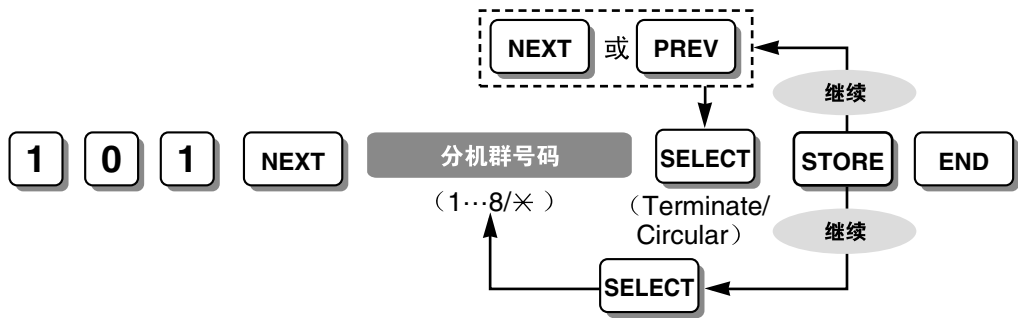 NEXT 或 PREV
继续
1 0 1 NEXT 分机群号码 SELECT STORE END
（1···8/✳）
（Terminate/
Circular）
继续
SELECT